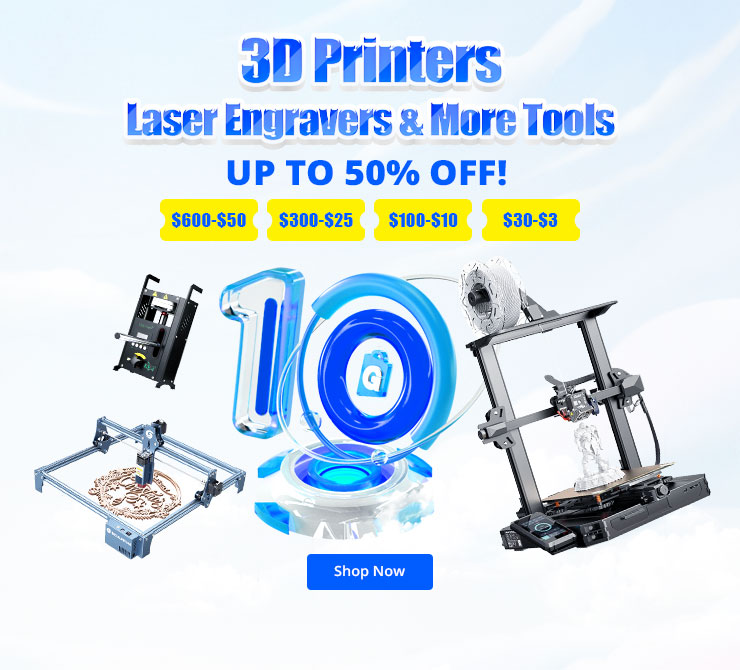 3D Printers
Laser Engravers & More Tools
UP TO 50% OFF!
$600-$50 $300-$25 $100-$10 $30-$3
10
G
Shop Now